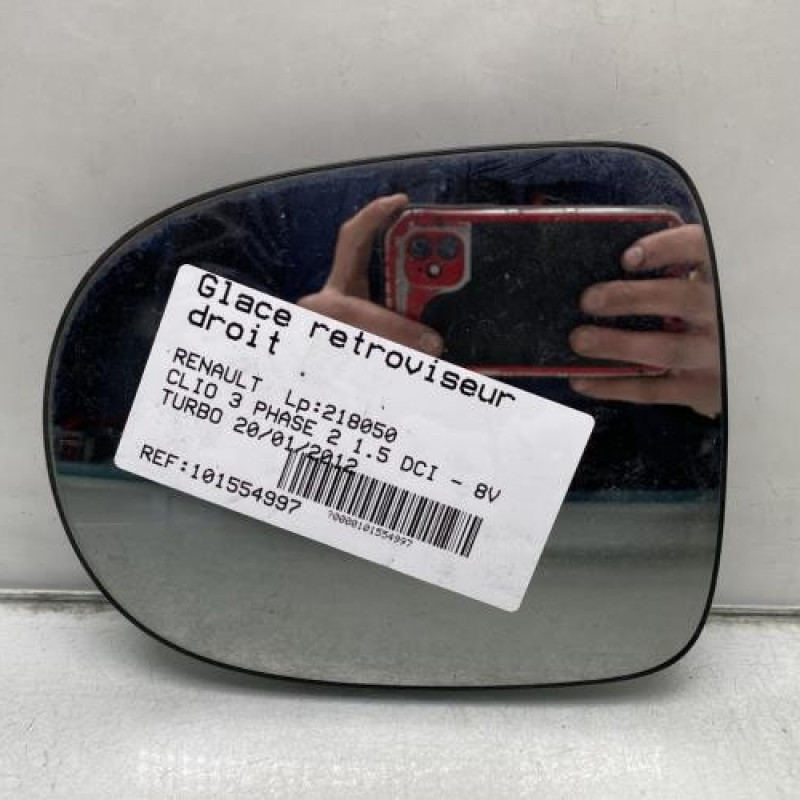 Glace retroviseur
droit
RENAULT Lp:218050
CLIO 3 PHASE 2 1.5 DCI - 8V
TURBO 20/01/2012
REF:101554997
?0000101554997